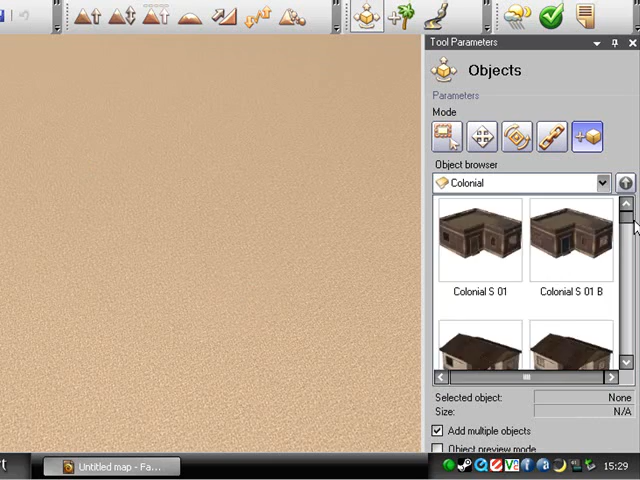 Tool Parameters
Objects
Parameters
Mode
Object browser
Colonial
Colonial S 01
Colonial S 01 B
Selected object:
None
Size:
N/A
Add multiple objects
Object preview mode
Untitled map - Fa...
15:29